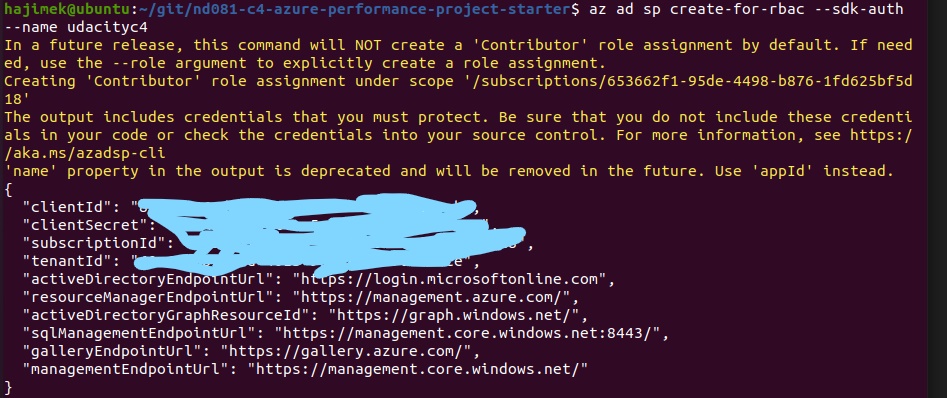 hajimek@ubuntu:~/git/nd081-c4-azure-performance-project-starter$ az ad sp create-for-rbac --sdk-auth
--name udacityc4
In a future release, this command will NOT create a 'Contributor' role assignment by default. If need
ed, use the --role argument to explicitly create a role assignment.
Creating 'Contributor' role assignment under scope '/subscriptions/653662f1-95de-4498-b876-1fd625bf5d
18'
The output includes credentials that you must protect. Be sure that you do not include these credenti
als in your code or check the credentials into your source control. For more information, see https:/
/aka.ms/azadsp-cli
'name' property in the output is deprecated and will be removed in the future. Use 'appId' instead.
{
  "clientId": "
  "clientSecret":
  "subscriptionId":
  "tenantId": "
  "activeDirectoryEndpointUrl": "https://login.microsoftonline.com",
  "resourceManagerEndpointUrl": "https://management.azure.com/",
  "activeDirectoryGraphResourceId": "https://graph.windows.net/",
  "sqlManagementEndpointUrl": "https://management.core.windows.net:8443/",
  "galleryEndpointUrl": "https://gallery.azure.com/",
  "managementEndpointUrl": "https://management.core.windows.net/"
}